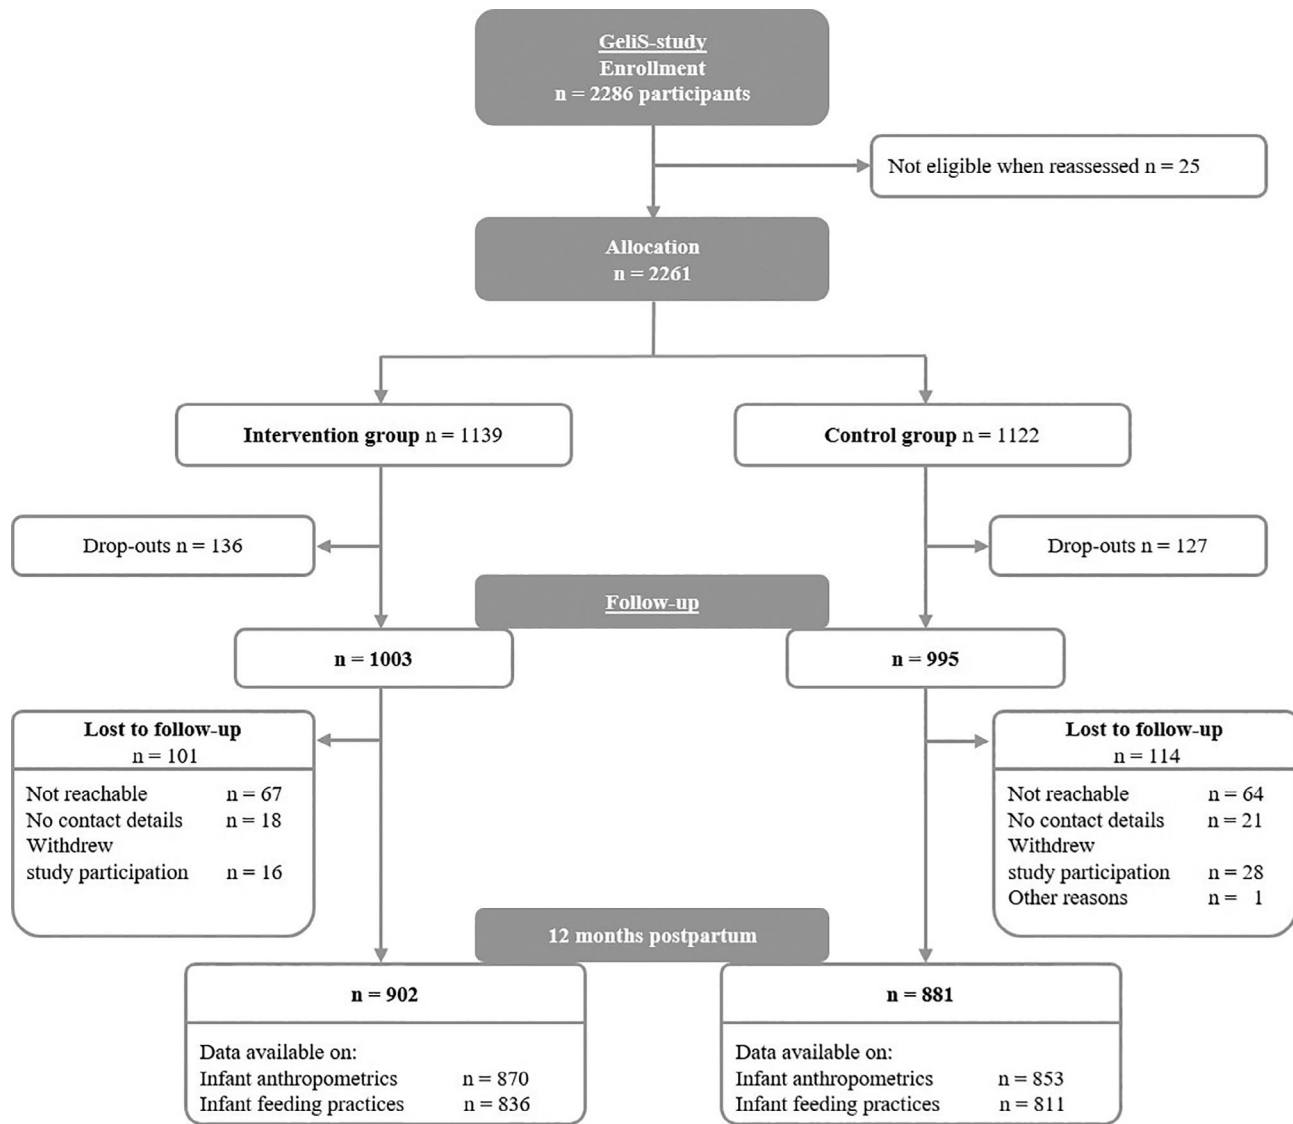 GeliS-study
Enrollment
n = 2286 participants
Not eligible when reassessed n = 25
Allocation
n = 2261
Intervention group n = 1139
Control group n = 1122
Drop-outs n = 136
Drop-outs n = 127
Follow-up
n = 1003
n = 995
Lost to follow-up
n = 101
Not reachable n = 67
No contact details n = 18
Withdrew
study participation n = 16
Lost to follow-up
n = 114
Not reachable n = 64
No contact details n = 21
Withdrew
study participation n = 28
Other reasons n = 1
12 months postpartum
n = 902
Data available on:
Infant anthropometrics n = 870
Infant feeding practices n = 836
n = 881
Data available on:
Infant anthropometrics n = 853
Infant feeding practices n = 811